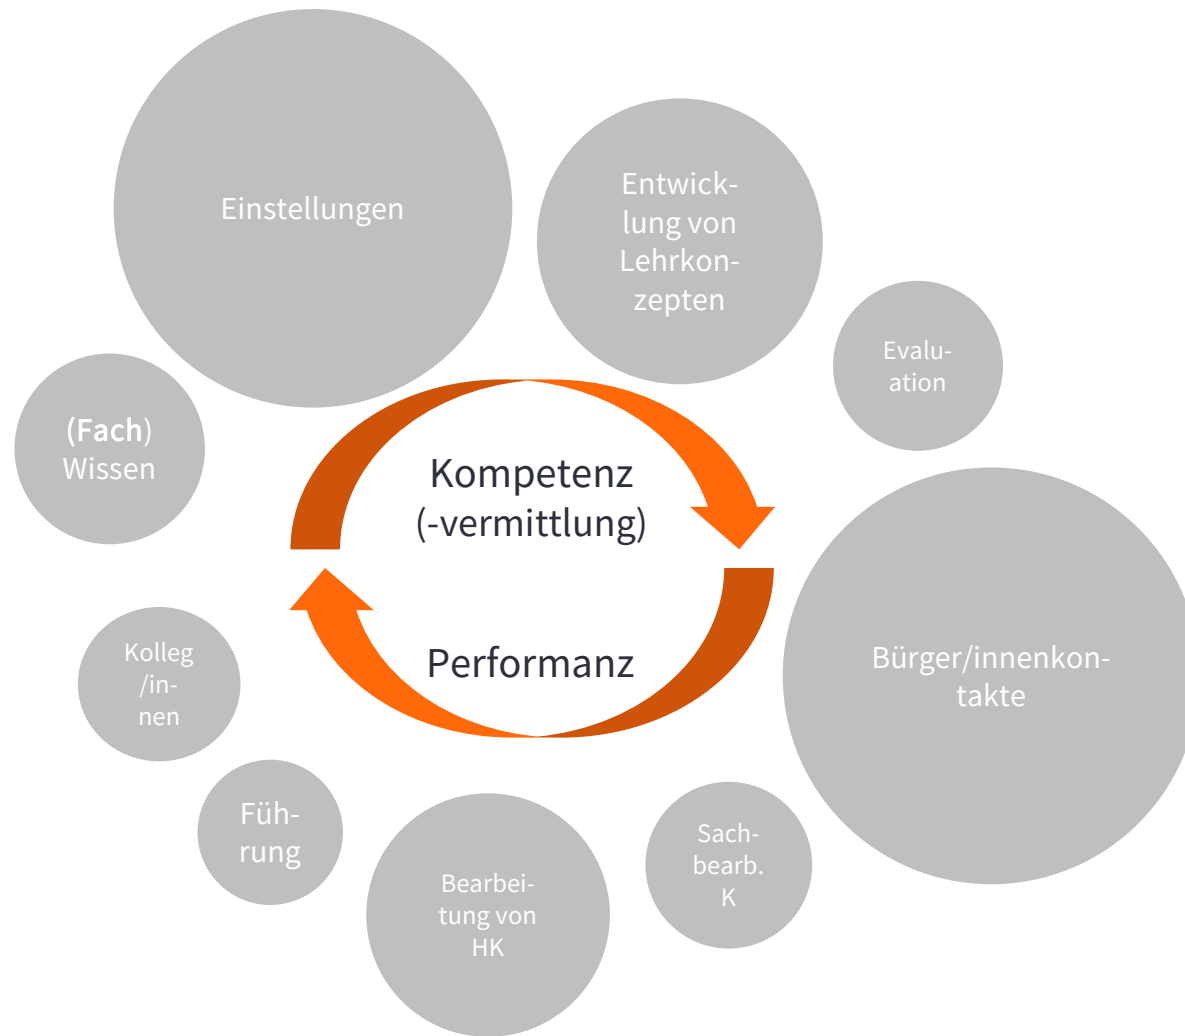 Einstellungen
Entwick-
lung von
Lehrkon-
zepten
Evalu-
ation
(Fach)
Wissen
Kompetenz
(-vermittlung)
Performanz
Bürger/innenkon-
takte
Kolleg
/in-
nen
Füh-
rung
Bearbei-
tung von
HK
Sach-
bearb.
K